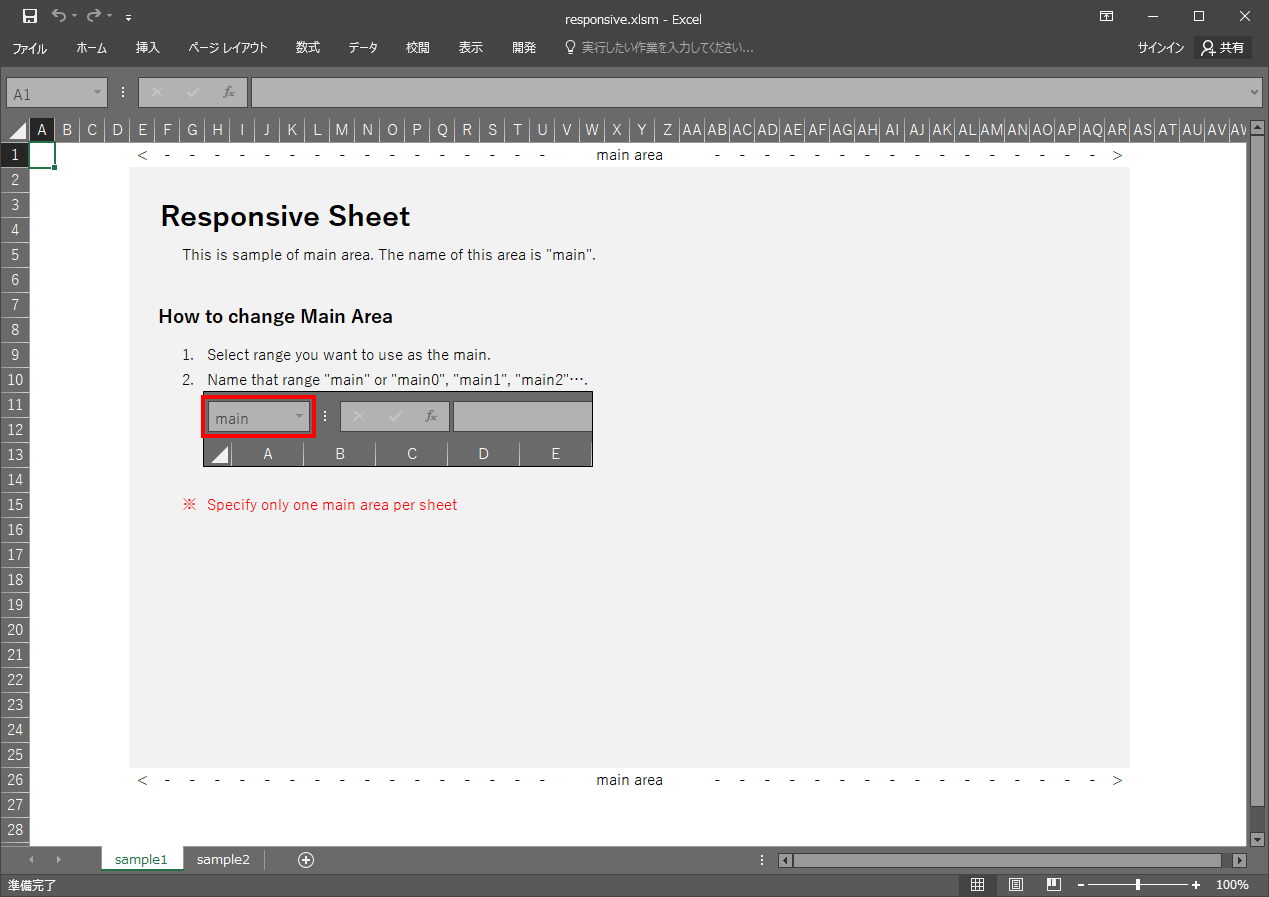 responsive.xlsm - Excel
ファイル ホーム 挿入 ページ レイアウト 数式 データ 校閲 表示 開発 実行したい作業を入力してください... サインイン 共有
A1 fx
A B C D E F G H I J K L M N O P Q R S T U V W X Y Z AA AB AC AD AE AF AG AH AI AJ AK AL AM AN AO AP AQ AR AS AT AU AV AW
1 < - - - - - - - - - - - - - - - - main area - - - - - - - - - - - - - - - - >
2
3 Responsive Sheet
4
5 This is sample of main area. The name of this area is "main".
6
7 How to change Main Area
8
9 1. Select range you want to use as the main.
10 2. Name that range "main" or "main0", "main1", "main2"….
11 main fx
12
13 A B C D E
14
15 ※ Specify only one main area per sheet
16
17
18
19
20
21
22
23
24
25
26 < - - - - - - - - - - - - - - - - main area - - - - - - - - - - - - - - - - >
27
28
sample1 sample2
準備完了 100%